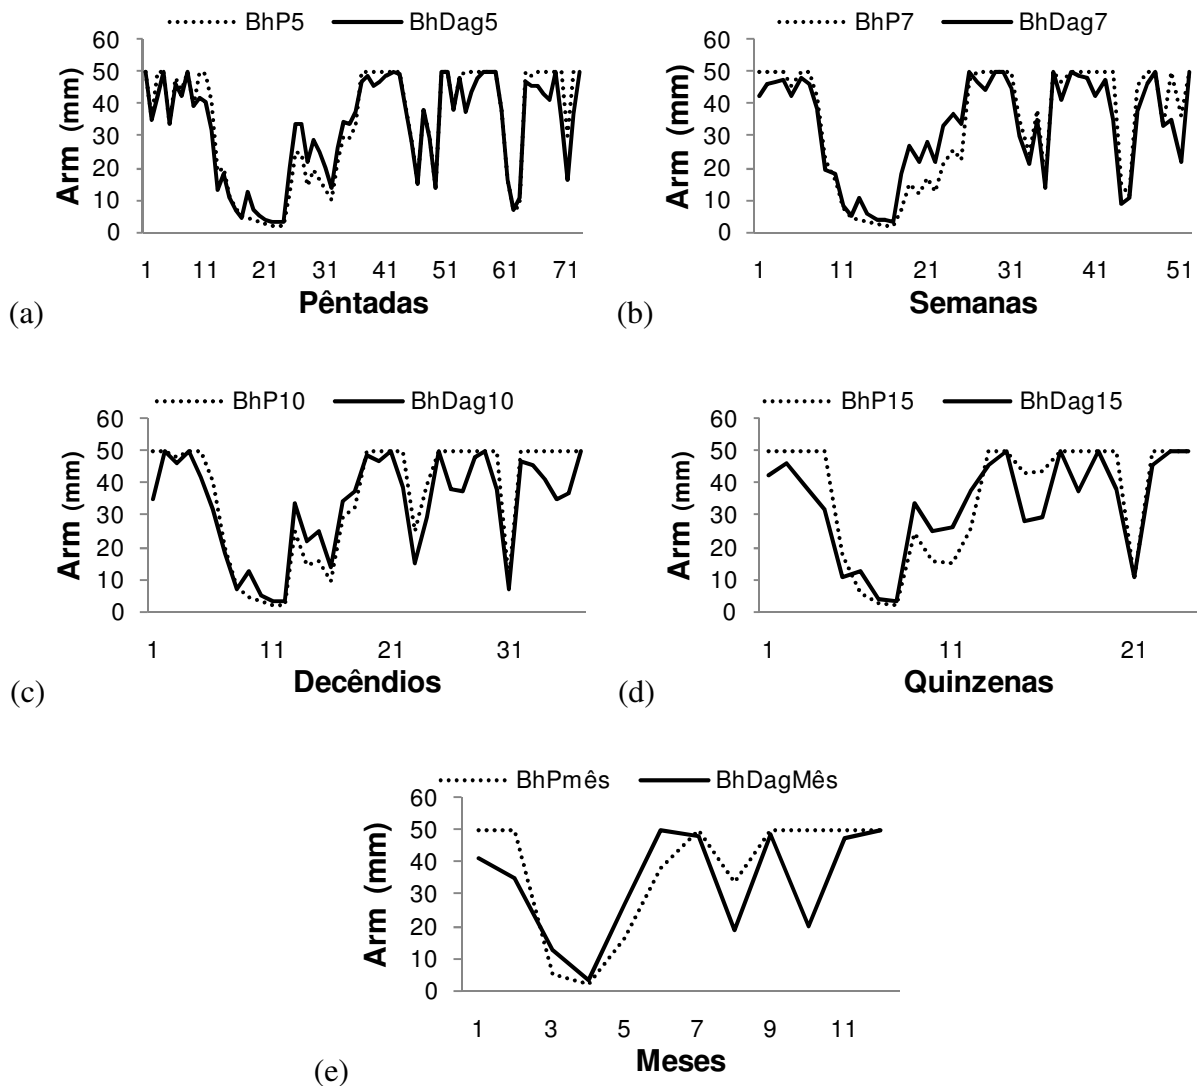 BhP5 BhDag5
60
50
40
30
20
10
0
Arm (mm)
1 11 21 31 41 51 61 71
Pêntadas
(a)
BhP7 BhDag7
60
50
40
30
20
10
0
Arm (mm)
1 11 21 31 41 51
Semanas
(b)
BhP10 BhDag10
60
50
40
30
20
10
0
Arm (mm)
1 11 21 31
Decêndios
(c)
BhP15 BhDag15
60
50
40
30
20
10
0
Arm (mm)
1 11 21
Quinzenas
(d)
BhPmês BhDagMês
60
50
40
30
20
10
0
Arm (mm)
1 3 5 7 9 11
Meses
(e)